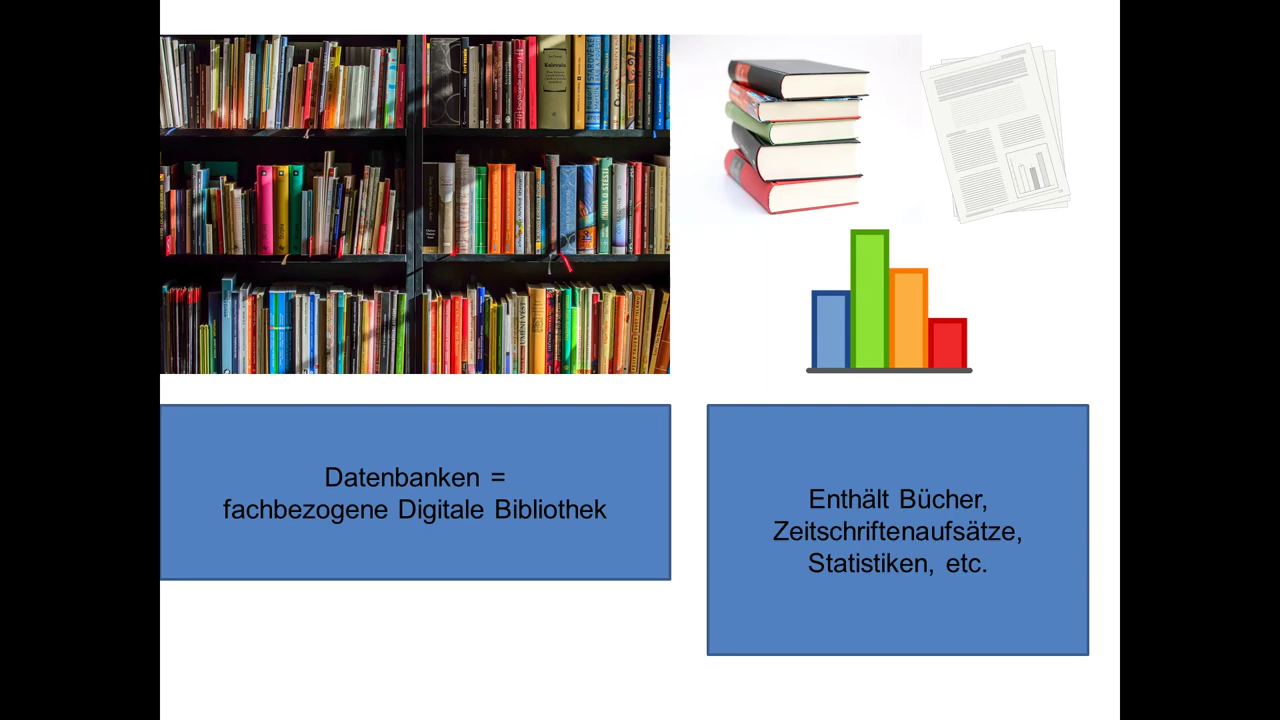 Datenbanken =
fachbezogene Digitale Bibliothek
Enthält Bücher,
Zeitschriftenaufsätze,
Statistiken, etc.